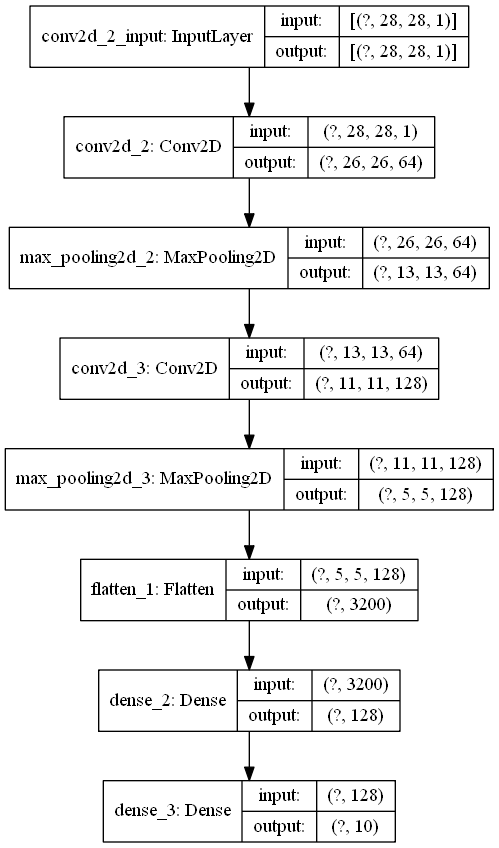 conv2d_2_input: InputLayer
input: [(?, 28, 28, 1)]
output: [(?, 28, 28, 1)]
conv2d_2: Conv2D
input: (?, 28, 28, 1)
output: (?, 26, 26, 64)
max_pooling2d_2: MaxPooling2D
input: (?, 26, 26, 64)
output: (?, 13, 13, 64)
conv2d_3: Conv2D
input: (?, 13, 13, 64)
output: (?, 11, 11, 128)
max_pooling2d_3: MaxPooling2D
input: (?, 11, 11, 128)
output: (?, 5, 5, 128)
flatten_1: Flatten
input: (?, 5, 5, 128)
output: (?, 3200)
dense_2: Dense
input: (?, 3200)
output: (?, 128)
dense_3: Dense
input: (?, 128)
output: (?, 10)